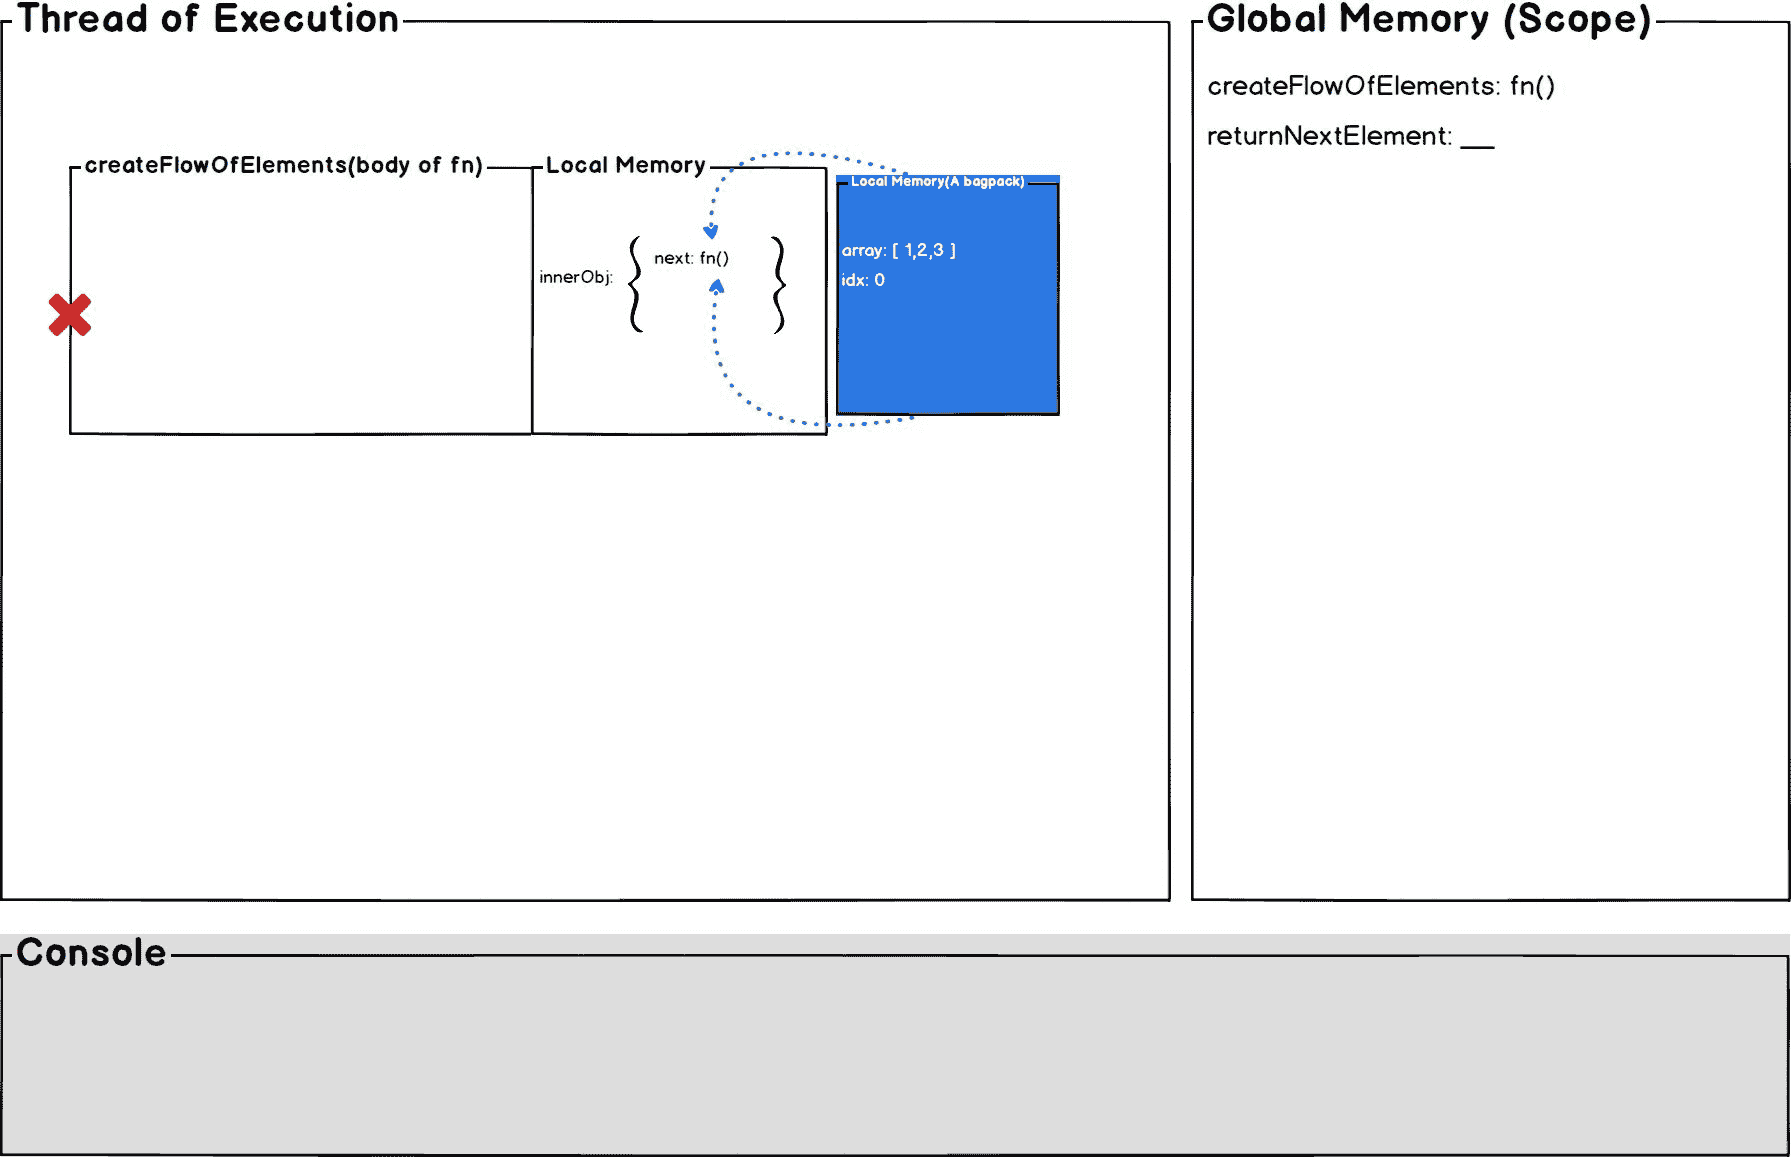 Thread of Execution
Global Memory (Scope)
createFlowOfElements: fn()
returnNextElement: __
createFlowOfElements(body of fn)
Local Memory
innerObj:
{
next: fn()
}
Local Memory(A bagpack)
array: [ 1,2,3 ]
idx: 0
Console